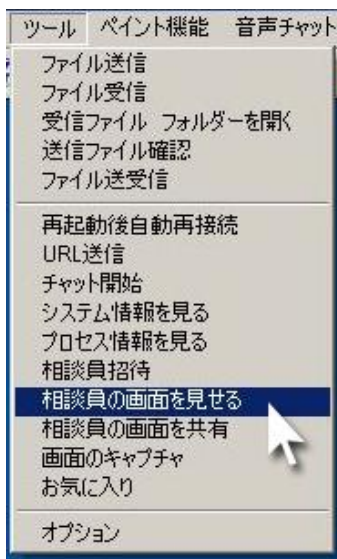 ツール ペイント機能 音声チャット
ファイル送信
ファイル受信
受信ファイル フォルダーを開く
送信ファイル確認
ファイル送受信
再起動後自動再接続
URL送信
チャット開始
システム情報を見る
プロセス情報を見る
相談員招待
相談員の画面を見せる
相談員の画面を共有
画面のキャプチャ
お気に入り
オプション